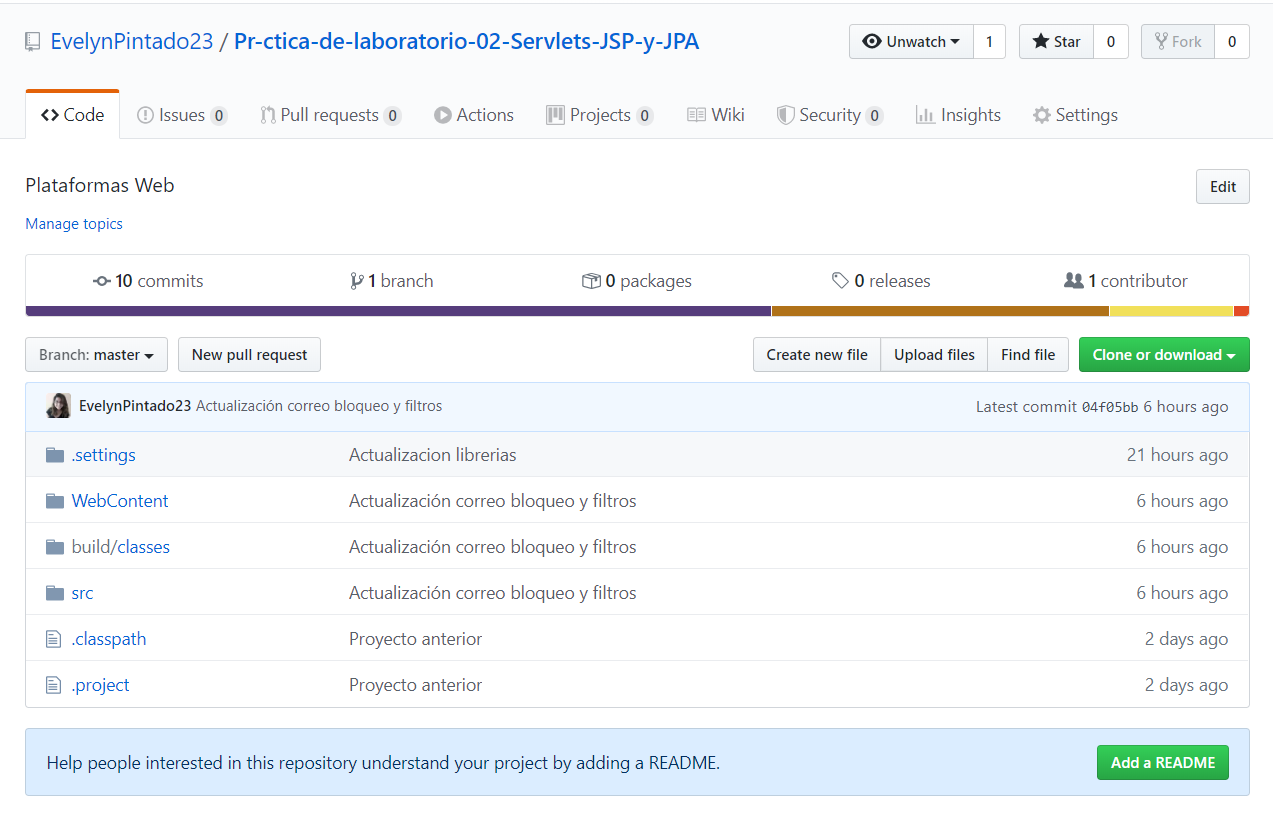 EvelynPintado23 / Pr-ctica-de-laboratorio-02-Servlets-JSP-y-JPA Unwatch 1 Star 0 Fork 0
Code Issues 0 Pull requests 0 Actions Projects 0 Wiki Security 0 Insights Settings
Plataformas Web Edit
Manage topics
10 commits 1 branch 0 packages 0 releases 1 contributor
Branch: master New pull request Create new file Upload files Find file Clone or download
EvelynPintado23 Actualización correo bloqueo y filtros Latest commit 04f05bb 6 hours ago
.settings Actualizacion librerias 21 hours ago
WebContent Actualización correo bloqueo y filtros 6 hours ago
build/classes Actualización correo bloqueo y filtros 6 hours ago
src Actualización correo bloqueo y filtros 6 hours ago
.classpath Proyecto anterior 2 days ago
.project Proyecto anterior 2 days ago
Help people interested in this repository understand your project by adding a README. Add a README